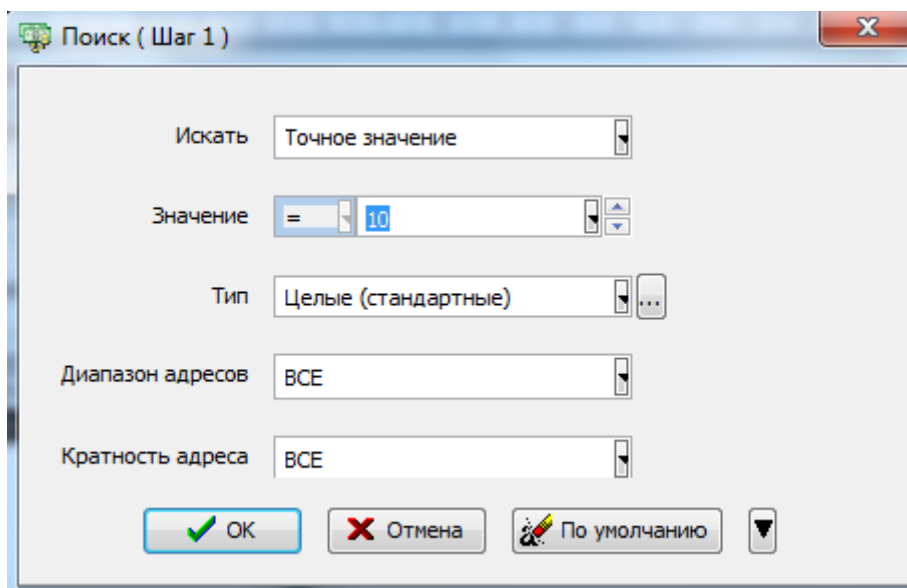 Поиск ( Шаг 1 )
Искать Точное значение
Значение = 10
Тип Целые (стандартные) ...
Диапазон адресов ВСЕ
Кратность адреса ВСЕ
ОК Отмена По умолчанию